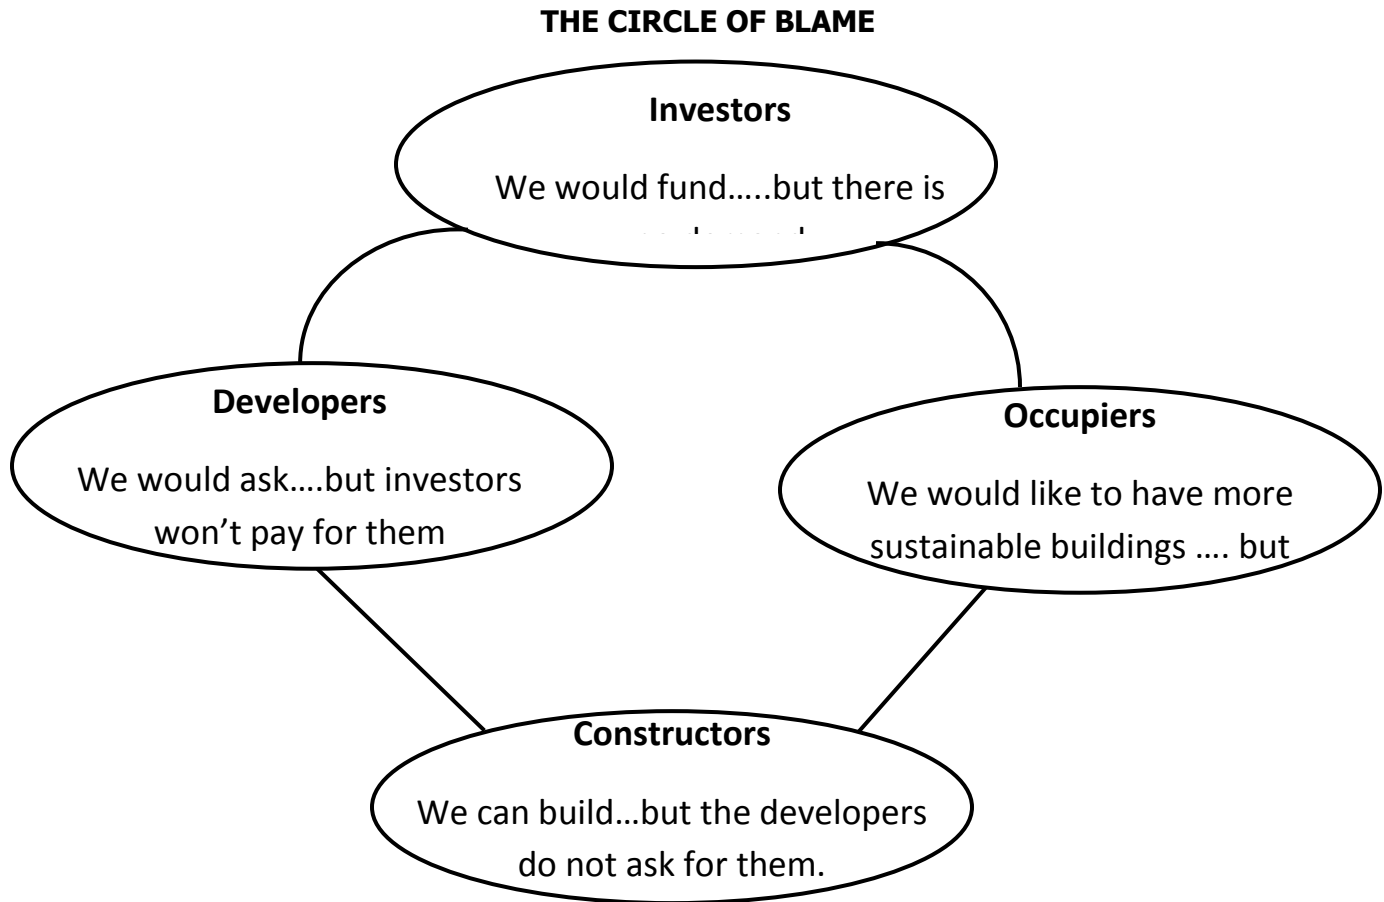 THE CIRCLE OF BLAME
Investors
We would fund…..but there is
Developers
We would ask….but investors
won’t pay for them
Occupiers
We would like to have more
sustainable buildings …. but
Constructors
We can build…but the developers
do not ask for them.